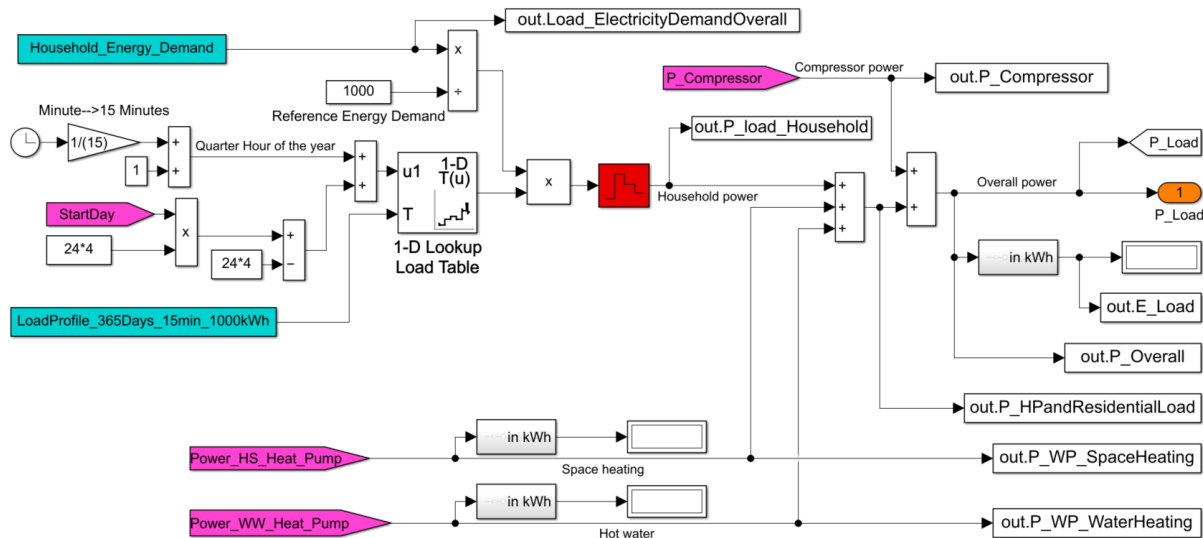 out.Load_ElectricityDemandOverall
Household_Energy_Demand
x
÷
1000
Reference Energy Demand
P_Compressor
Compressor power
out.P_Compressor
Minute-->15 Minutes
1/(15)
+
+
1
Quarter Hour of the year
+
+
u1
1-D
T(u)
T
1-D Lookup
Load Table
x
out.P_load_Household
Household power
+
+
+
+
+
Overall power
P_Load
1
P_Load
StartDay
24*4
x
24*4
+
−
in kWh
out.E_Load
LoadProfile_365Days_15min_1000kWh
out.P_Overall
out.P_HPandResidentialLoad
in kWh
Power_HS_Heat_Pump
Space heating
out.P_WP_SpaceHeating
in kWh
Power_WW_Heat_Pump
Hot water
out.P_WP_WaterHeating